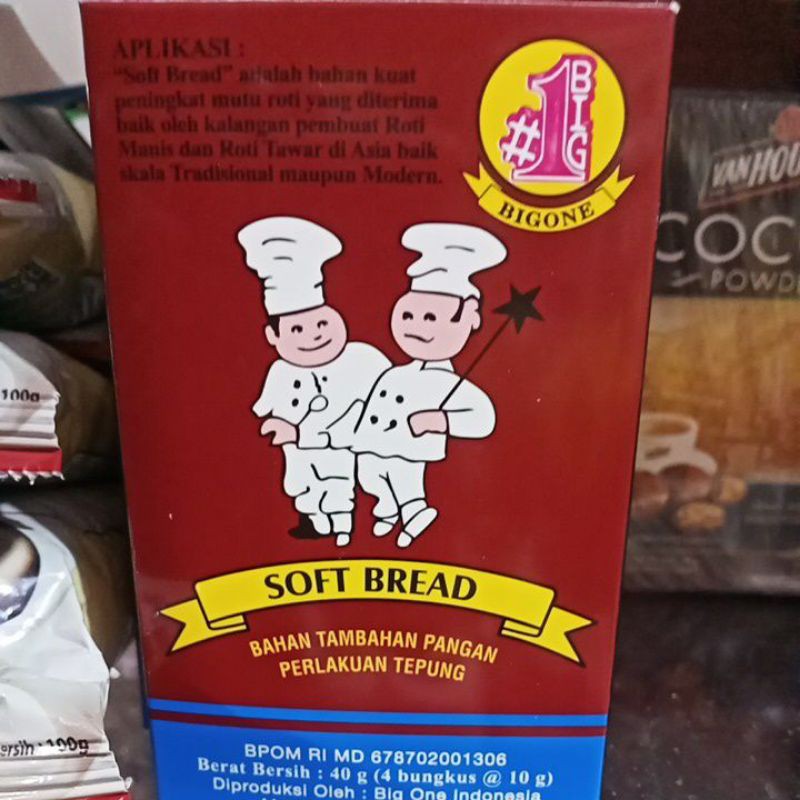 APLIKASI :
"Soft Bread" adalah bahan kuat
peningkat mutu roti yang diterima
baik oleh kalangan pembuat Roti
Manis dan Roti Tawar di Asia baik
skala Tradisional maupun Modern.
#1
BIG
BIGONE
VAN HOU
COC
POWD
100g
SOFT BREAD
BAHAN TAMBAHAN PANGAN
PERLAKUAN TEPUNG
ersih : 100g
BPOM RI MD 678702001306
Berat Bersih : 40 g (4 bungkus @ 10 g)
Diproduksi Oleh : Big One Indonesia